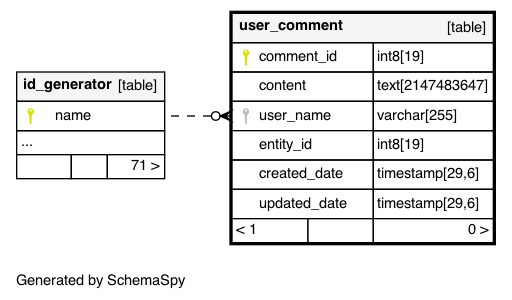 user_comment [table]
comment_id int8[19]
content text[2147483647]
user_name varchar[255]
entity_id int8[19]
created_date timestamp[29,6]
updated_date timestamp[29,6]
< 1 0 >
id_generator [table]
name
...
71 >
Generated by SchemaSpy